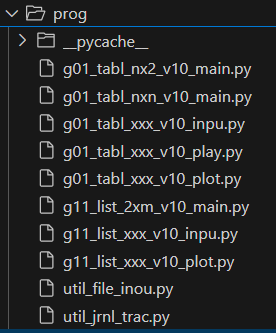 prog
__pycache__
g01_tabl_nx2_v10_main.py
g01_tabl_nxn_v10_main.py
g01_tabl_xxx_v10_inpu.py
g01_tabl_xxx_v10_play.py
g01_tabl_xxx_v10_plot.py
g11_list_2xm_v10_main.py
g11_list_xxx_v10_inpu.py
g11_list_xxx_v10_plot.py
util_file_inou.py
util_jrnl_trac.py